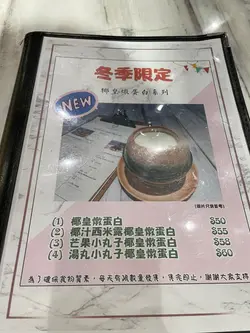 冬季限定
椰皇燉蛋白系列
NEW
(圖片只供參考)
(1) 椰皇燉蛋白 $50
(2) 椰汁西米露椰皇燉蛋白 $55
(3) 芒果小丸子椰皇燉蛋白 $58
(4) 湯丸小丸子椰皇燉蛋白 $60
為了確保食物質素，每天有限數量發售，售完即止，謝謝大家支持